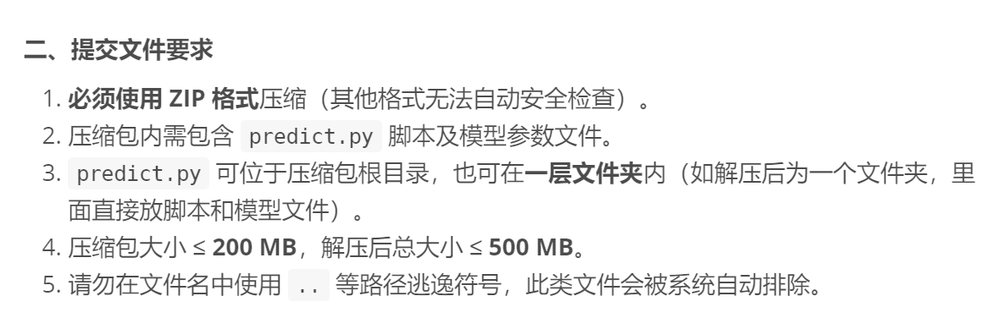 二、提交文件要求
1. 必须使用 ZIP 格式压缩（其他格式无法自动安全检查）。
2. 压缩包内需包含 predict.py 脚本及模型参数文件。
3. predict.py 可位于压缩包根目录，也可在一层文件夹内（如解压后为一个文件夹，里
面直接放脚本和模型文件）。
4. 压缩包大小 ≤ 200 MB，解压后总大小 ≤ 500 MB。
5. 请勿在文件名中使用 .. 等路径逃逸符号，此类文件会被系统自动排除。